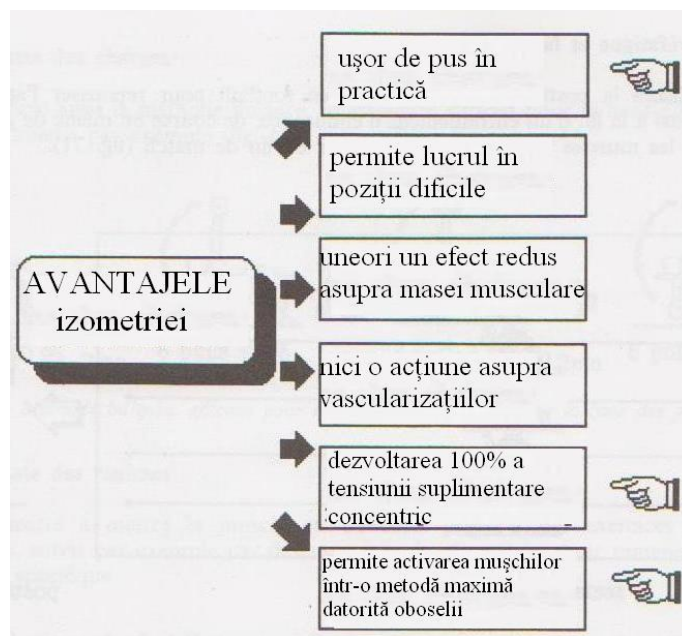 uşor de pus în
practică
permite lucrul în
poziţii dificile
AVANTAJELE
izometriei
uneori un efect redus
asupra masei musculare
nici o acţiune asupra
vascularizaţiilor
dezvoltarea 100% a
tensiunii suplimentare
concentric
permite activarea muşchilor
într-o metodă maximă
datorită oboselii